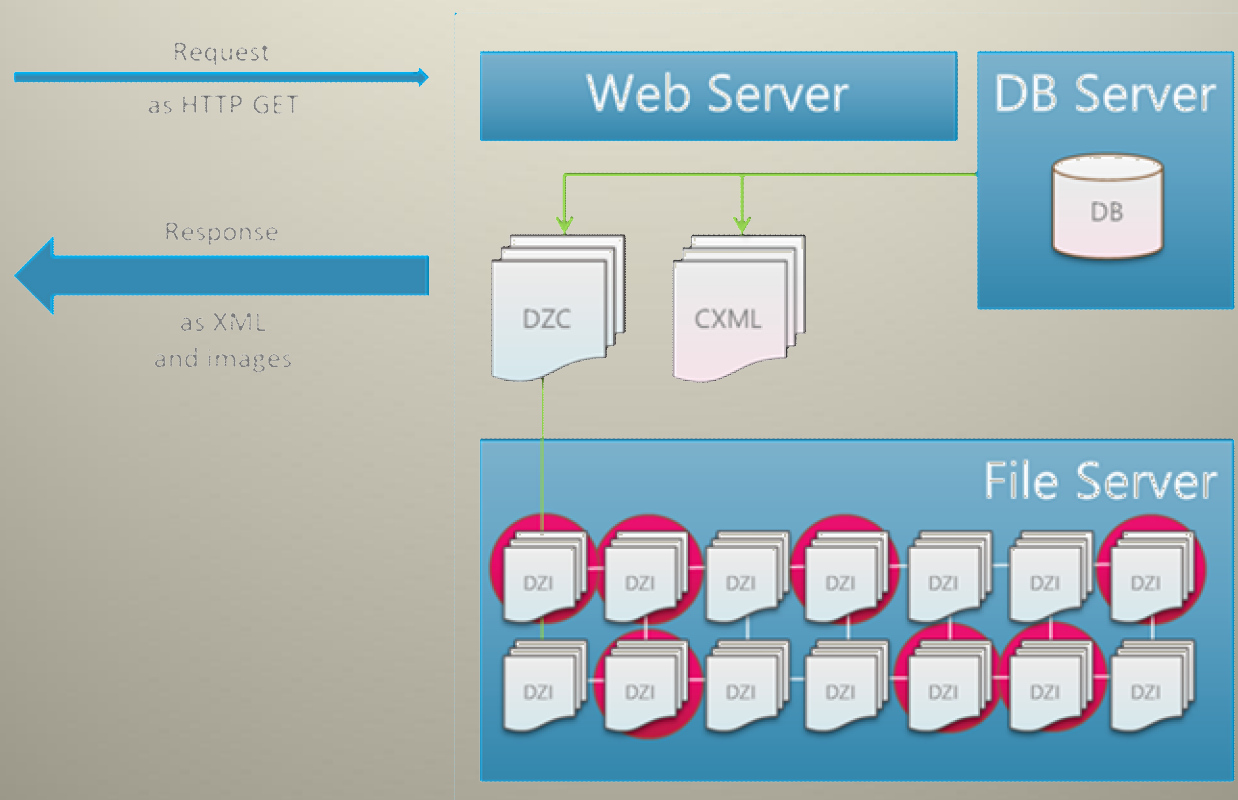 Request
as HTTP GET
Response
as XML
and images
Web Server
DB Server
DB
DZC
CXML
File Server
DZI
DZI
DZI
DZI
DZI
DZI
DZI
DZI
DZI
DZI
DZI
DZI
DZI
DZI